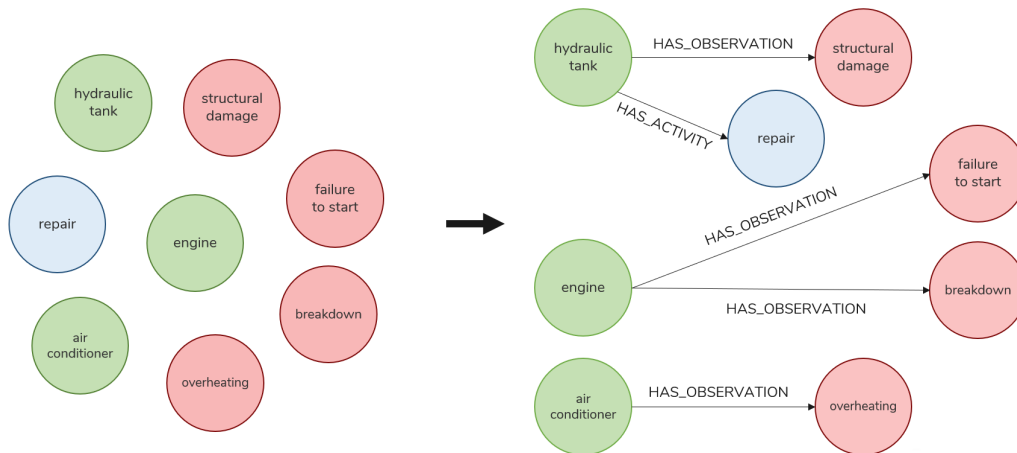 hydraulic
tank
structural
damage
failure
to start
repair
engine
breakdown
air
conditioner
overheating
hydraulic
tank
HAS_OBSERVATION
structural
damage
HAS_ACTIVITY
repair
failure
to start
HAS_OBSERVATION
engine
breakdown
HAS_OBSERVATION
air
conditioner
HAS_OBSERVATION
overheating